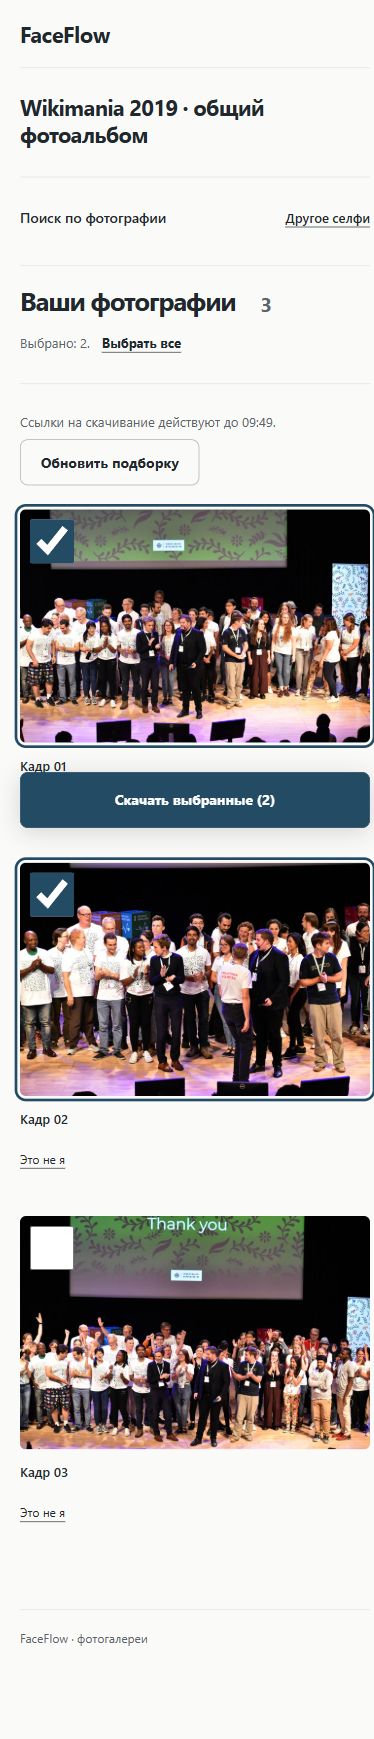 FaceFlow
Wikimania 2019 · общий
фотоальбом
Поиск по фотографии
Другое селфи
Ваши фотографии 3
Выбрано: 2. Выбрать все
Ссылки на скачивание действуют до 09:49.
Обновить подборку
Кадр 01
Скачать выбранные (2)
Кадр 02
Это не я
Thank you
Кадр 03
Это не я
FaceFlow · фотогалереи